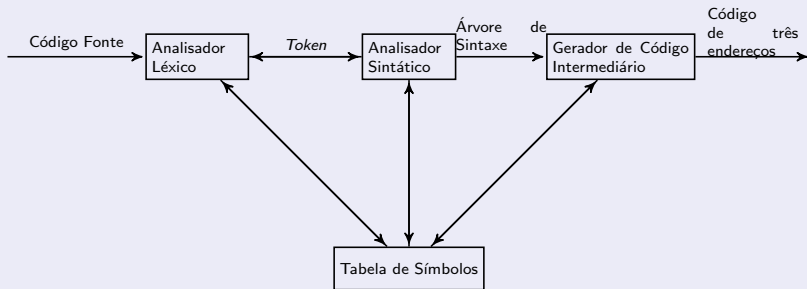 Código Fonte
Analisador
Léxico
Token
Analisador
Sintático
Árvore de
Sintaxe
Gerador de Código
Intermediário
Código
de três
endereços
Tabela de Símbolos